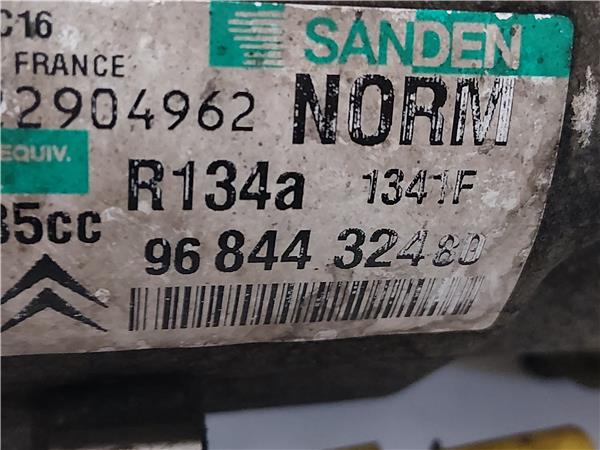 C16 SANDEN
FRANCE
2904962 NORM
EQUIV.
R134a 1341F
35cc
96 844 324 80